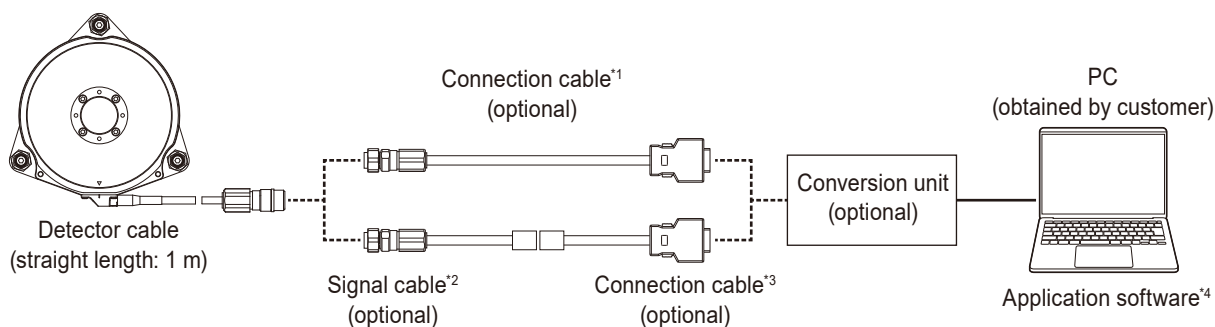 Connection cable*1
(optional)
PC
(obtained by customer)
Conversion unit
(optional)
Detector cable
(straight length: 1 m)
Signal cable*2
(optional)
Connection cable*3
(optional)
Application software*4